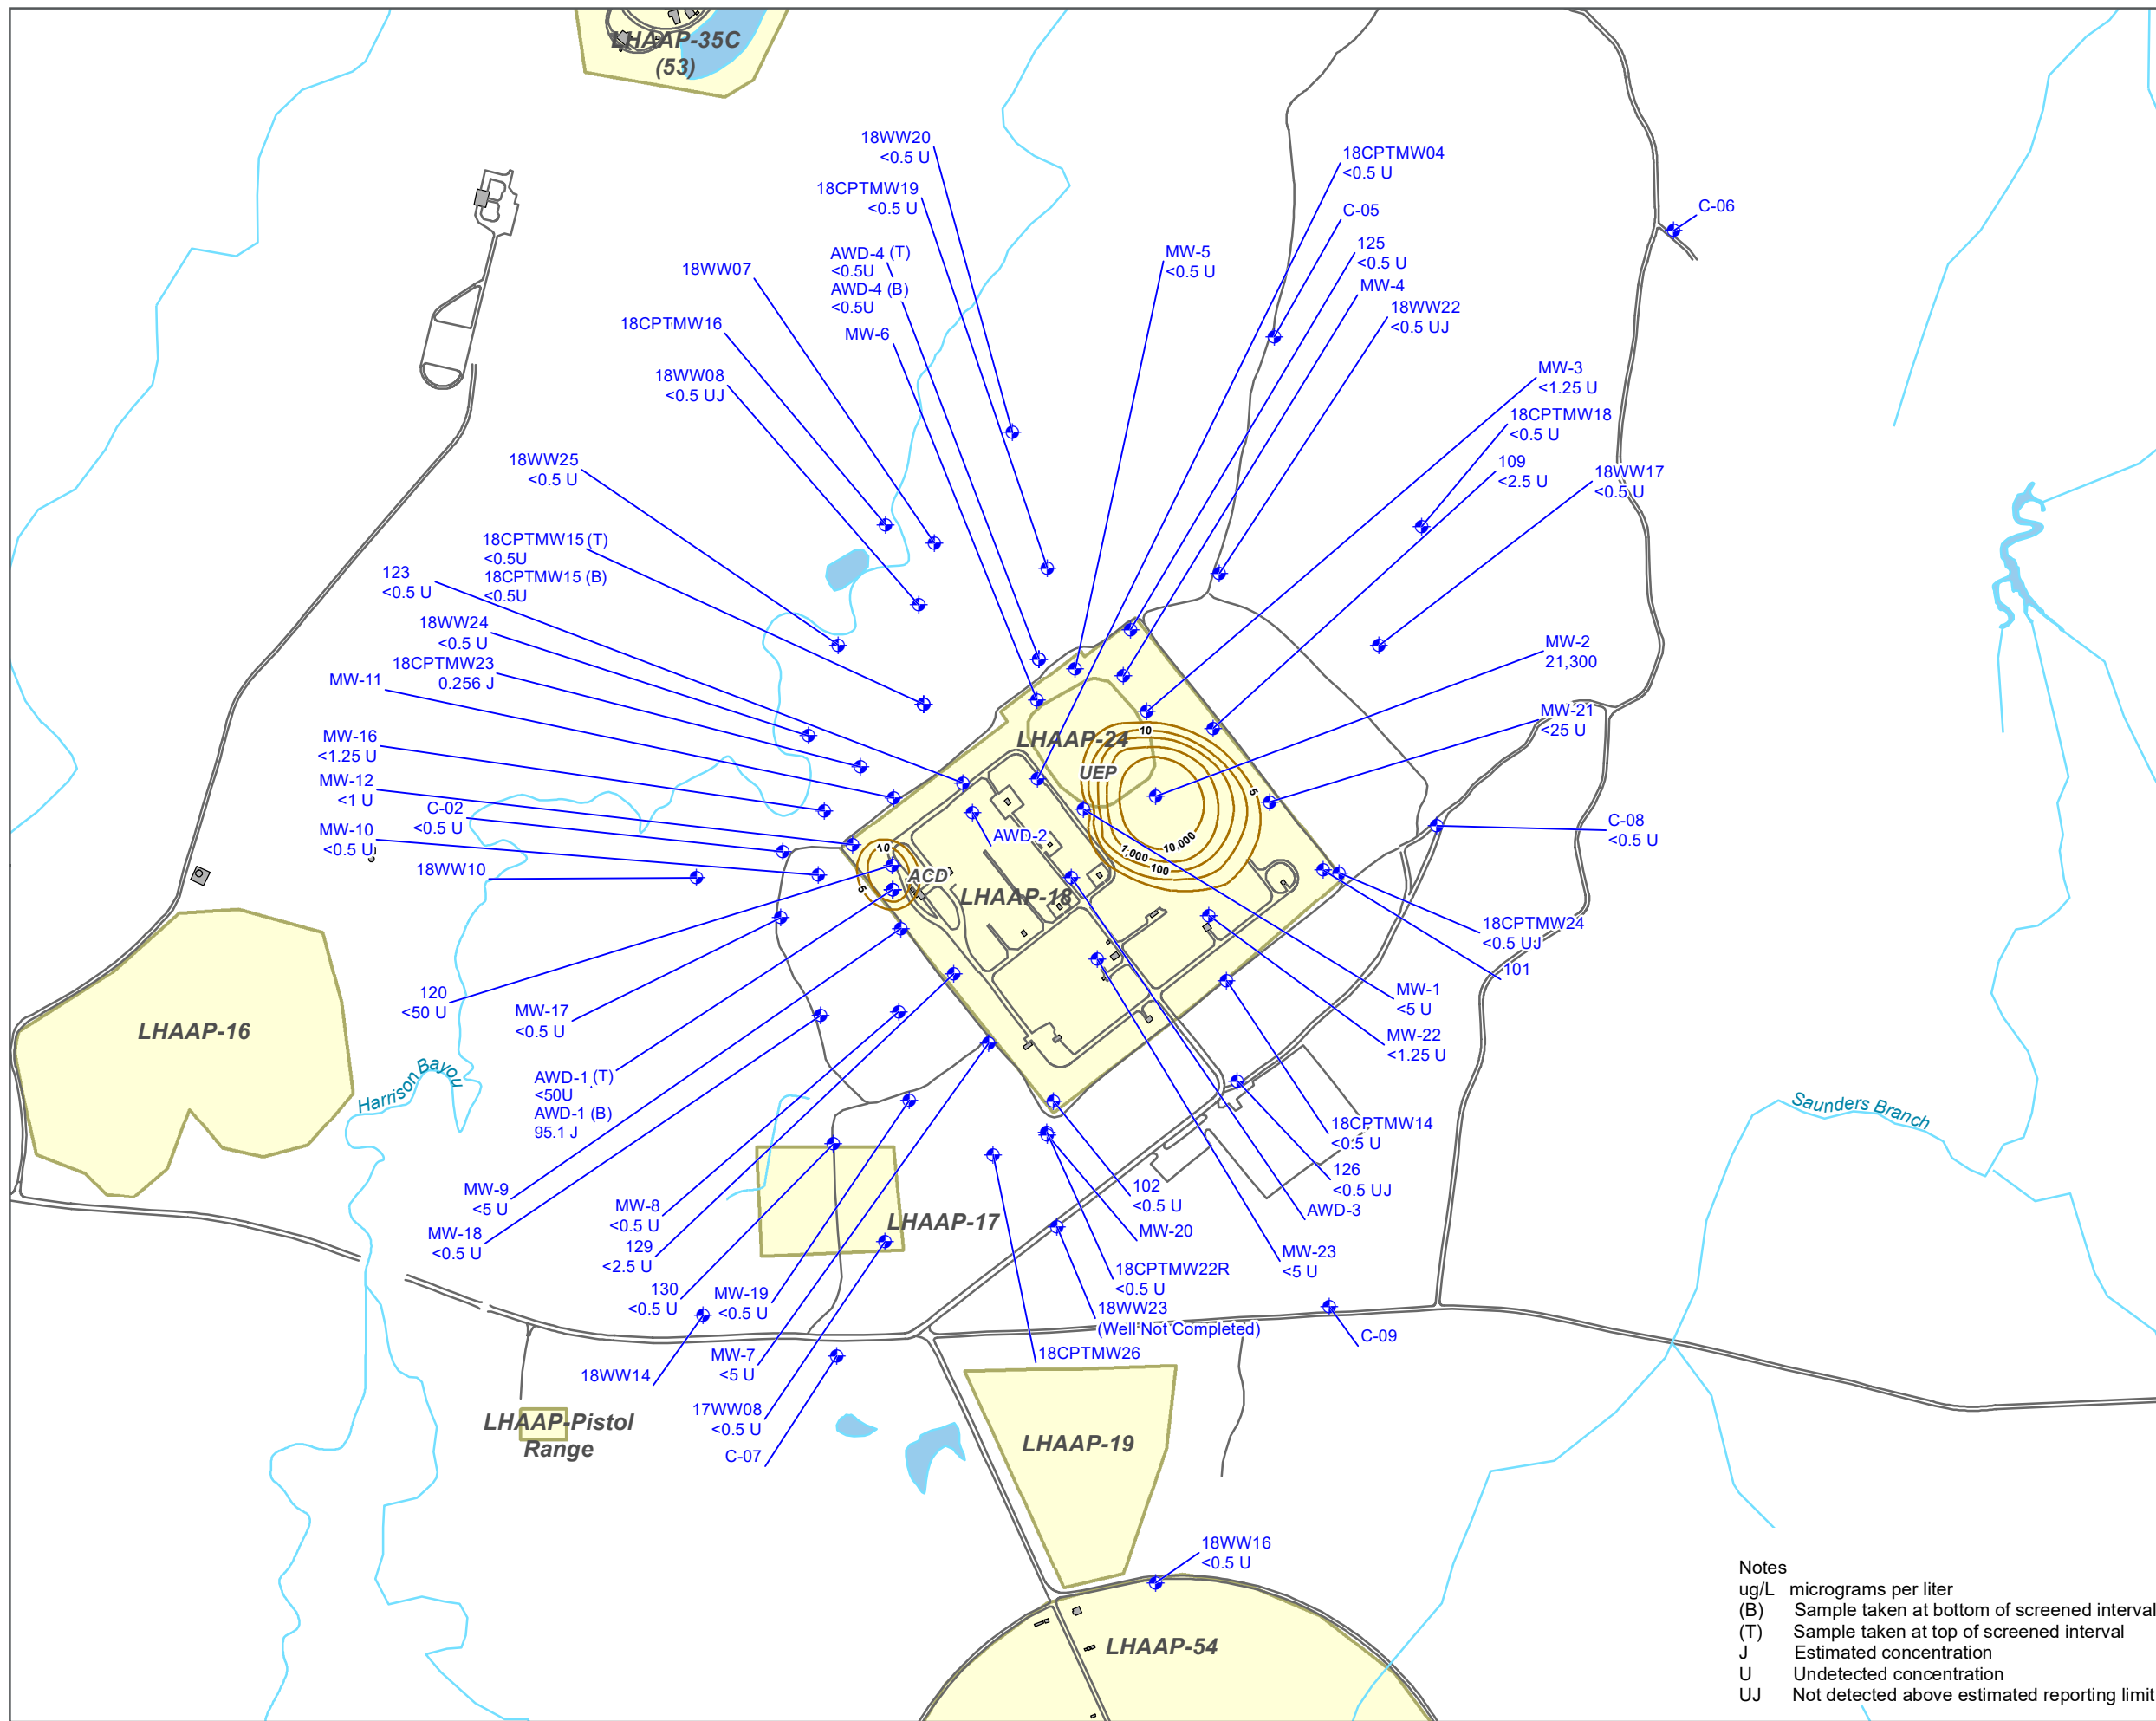 LHAAP-35C
(53)
18WW20
<0.5 U
18CPTMW19
<0.5 U
AWD-4 (T)
<0.5U
AWD-4 (B)
<0.5U
MW-6
18WW07
18CPTMW16
18WW08
<0.5 UJ
18WW25
<0.5 U
18CPTMW15 (T)
<0.5U
18CPTMW15 (B)
<0.5U
123
<0.5 U
18WW24
<0.5 U
18CPTMW23
0.256 J
MW-11
MW-16
<1.25 U
MW-12
<1 U
C-02
<0.5 U
MW-10
<0.5 U
18WW10
18CPTMW04
<0.5 U
C-05
125
<0.5 U
MW-4
18WW22
<0.5 UJ
MW-5
<0.5 U
C-06
MW-3
<1.25 U
18CPTMW18
<0.5 U
109
<2.5 U
18WW17
<0.5 U
MW-2
21,300
MW-21
<25 U
C-08
<0.5 U
LHAAP-24
UEP
10
5
10,000
1,000
100
AWD-2
10
5
ACD
LHAAP-18
18CPTMW24
<0.5 UJ
101
MW-1
<5 U
MW-22
<1.25 U
120
<50 U
MW-17
<0.5 U
LHAAP-16
Harrison Bayou
AWD-1 (T)
<50U
AWD-1 (B)
95.1 J
Saunders Branch
18CPTMW14
<0.5 U
126
<0.5 UJ
AWD-3
102
<0.5 U
MW-20
MW-23
<5 U
18CPTMW22R
<0.5 U
18WW23
(Well Not Completed)
18CPTMW26
C-09
MW-9
<5 U
MW-18
<0.5 U
MW-8
<0.5 U
129
<2.5 U
130
<0.5 U
MW-19
<0.5 U
LHAAP-17
18WW14
MW-7
<5 U
17WW08
<0.5 U
C-07
LHAAP-Pistol
Range
LHAAP-19
18WW16
<0.5 U
LHAAP-54
Notes
ug/L micrograms per liter
(B) Sample taken at bottom of screened interval
(T) Sample taken at top of screened interval
J Estimated concentration
U Undetected concentration
UJ Not detected above estimated reporting limit